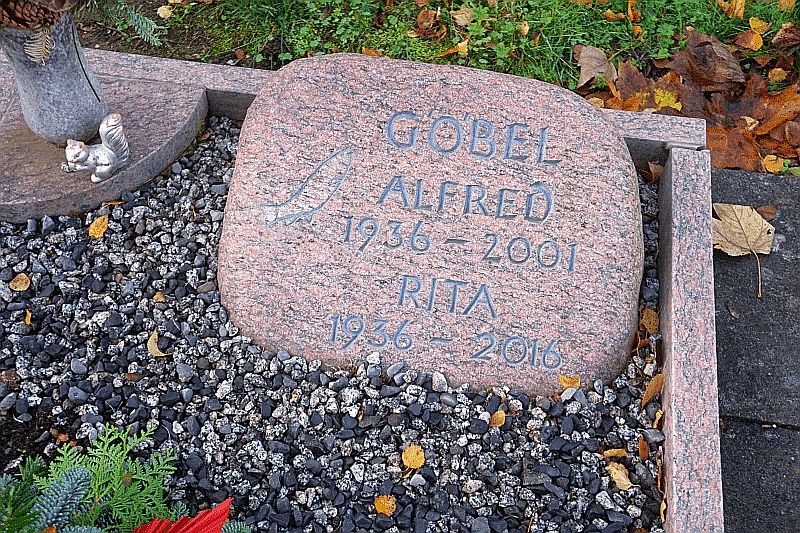 GÖBEL
ALFRED
1936 – 2001
RITA
1936 – 2016